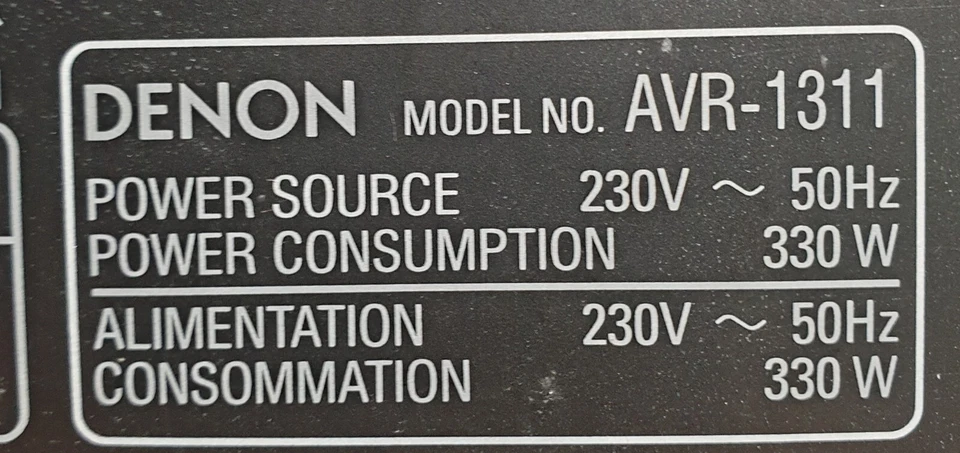 DENON MODEL NO. AVR-1311
POWER SOURCE 230V ~ 50Hz
POWER CONSUMPTION 330 W
ALIMENTATION 230V ~ 50Hz
CONSOMMATION 330 W